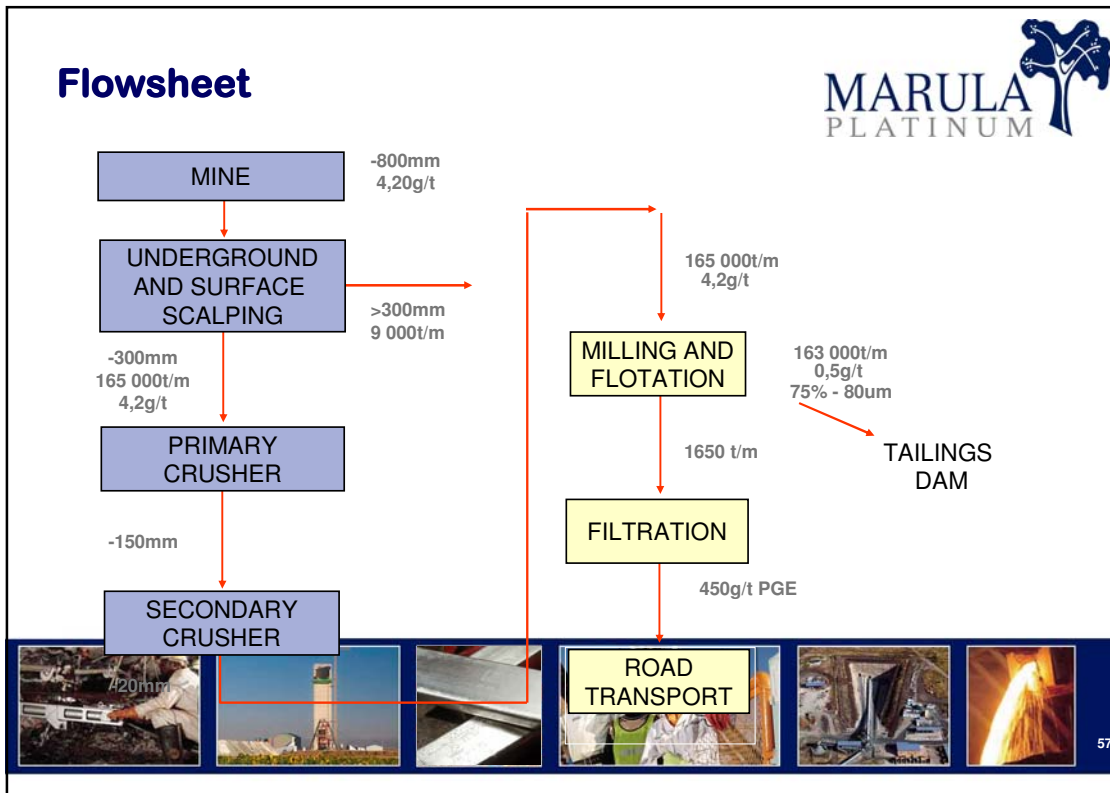 Flowsheet
MARULA
PLATINUM
MINE
-800mm
4,20g/t
UNDERGROUND
AND SURFACE
SCALPING
>300mm
9 000t/m
-300mm
165 000t/m
4,2g/t
PRIMARY
CRUSHER
-150mm
SECONDARY
CRUSHER
-20mm
165 000t/m
4,2g/t
MILLING AND
FLOTATION
163 000t/m
0,5g/t
75% - 80um
TAILINGS
DAM
1650 t/m
FILTRATION
450g/t PGE
ROAD
TRANSPORT
57